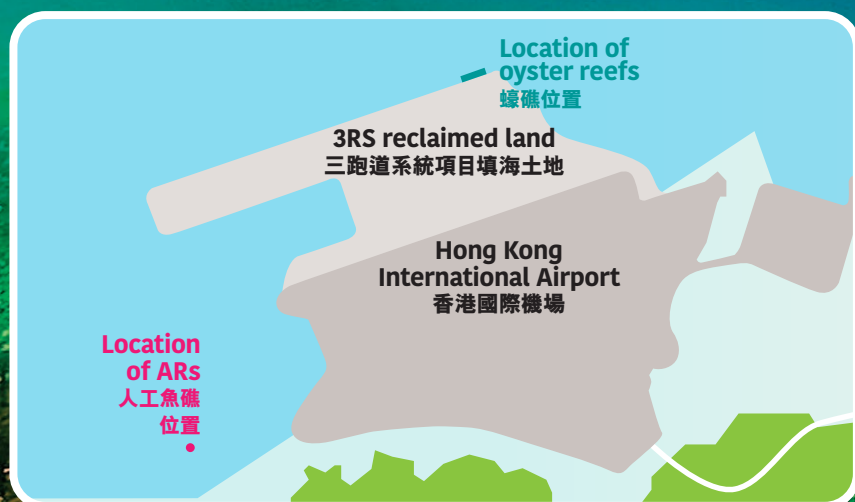 Location of
oyster reefs
蠔礁位置
3RS reclaimed land
三跑道系統項目填海土地
Hong Kong
International Airport
香港國際機場
Location
of ARs
人工魚礁
位置